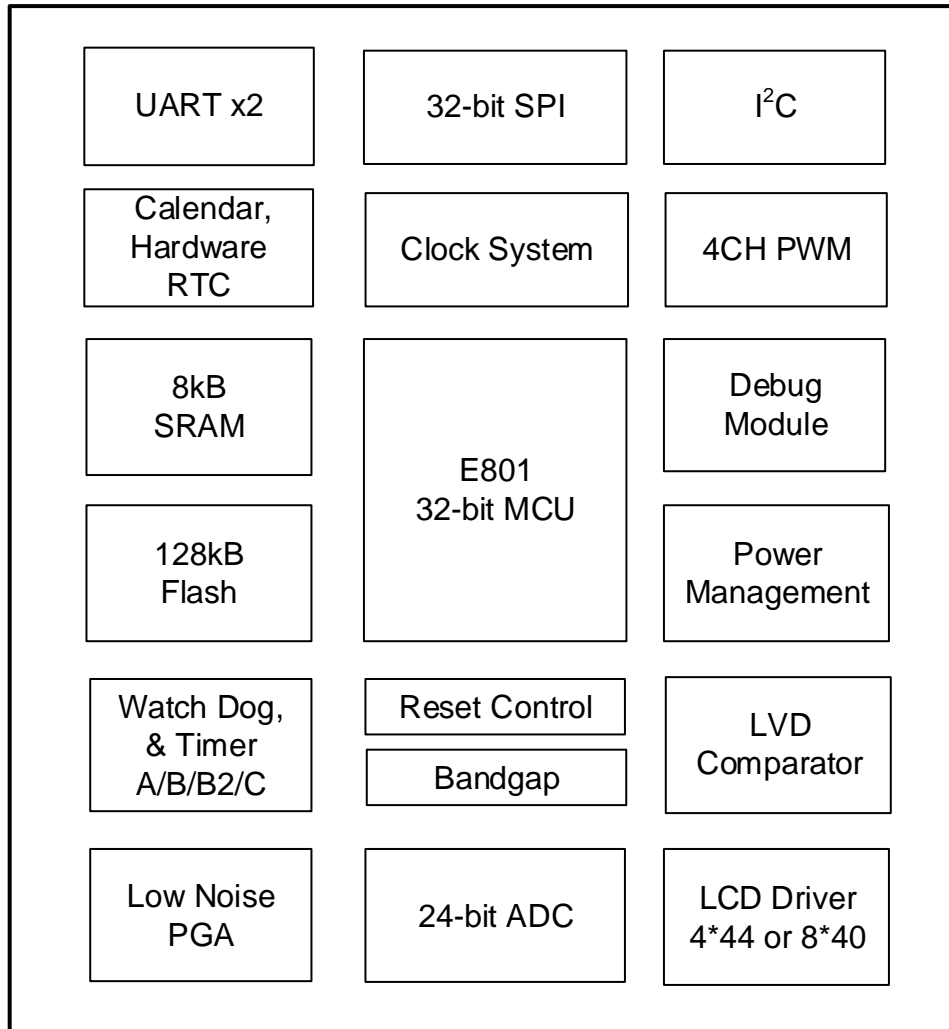 UART x2
32-bit SPI
I²C
Calendar,
Hardware
RTC
Clock System
4CH PWM
8kB
SRAM
E801
32-bit MCU
Debug
Module
128kB
Flash
Power
Management
Watch Dog,
& Timer
A/B/B2/C
Reset Control
Bandgap
LVD
Comparator
Low Noise
PGA
24-bit ADC
LCD Driver
4*44 or 8*40